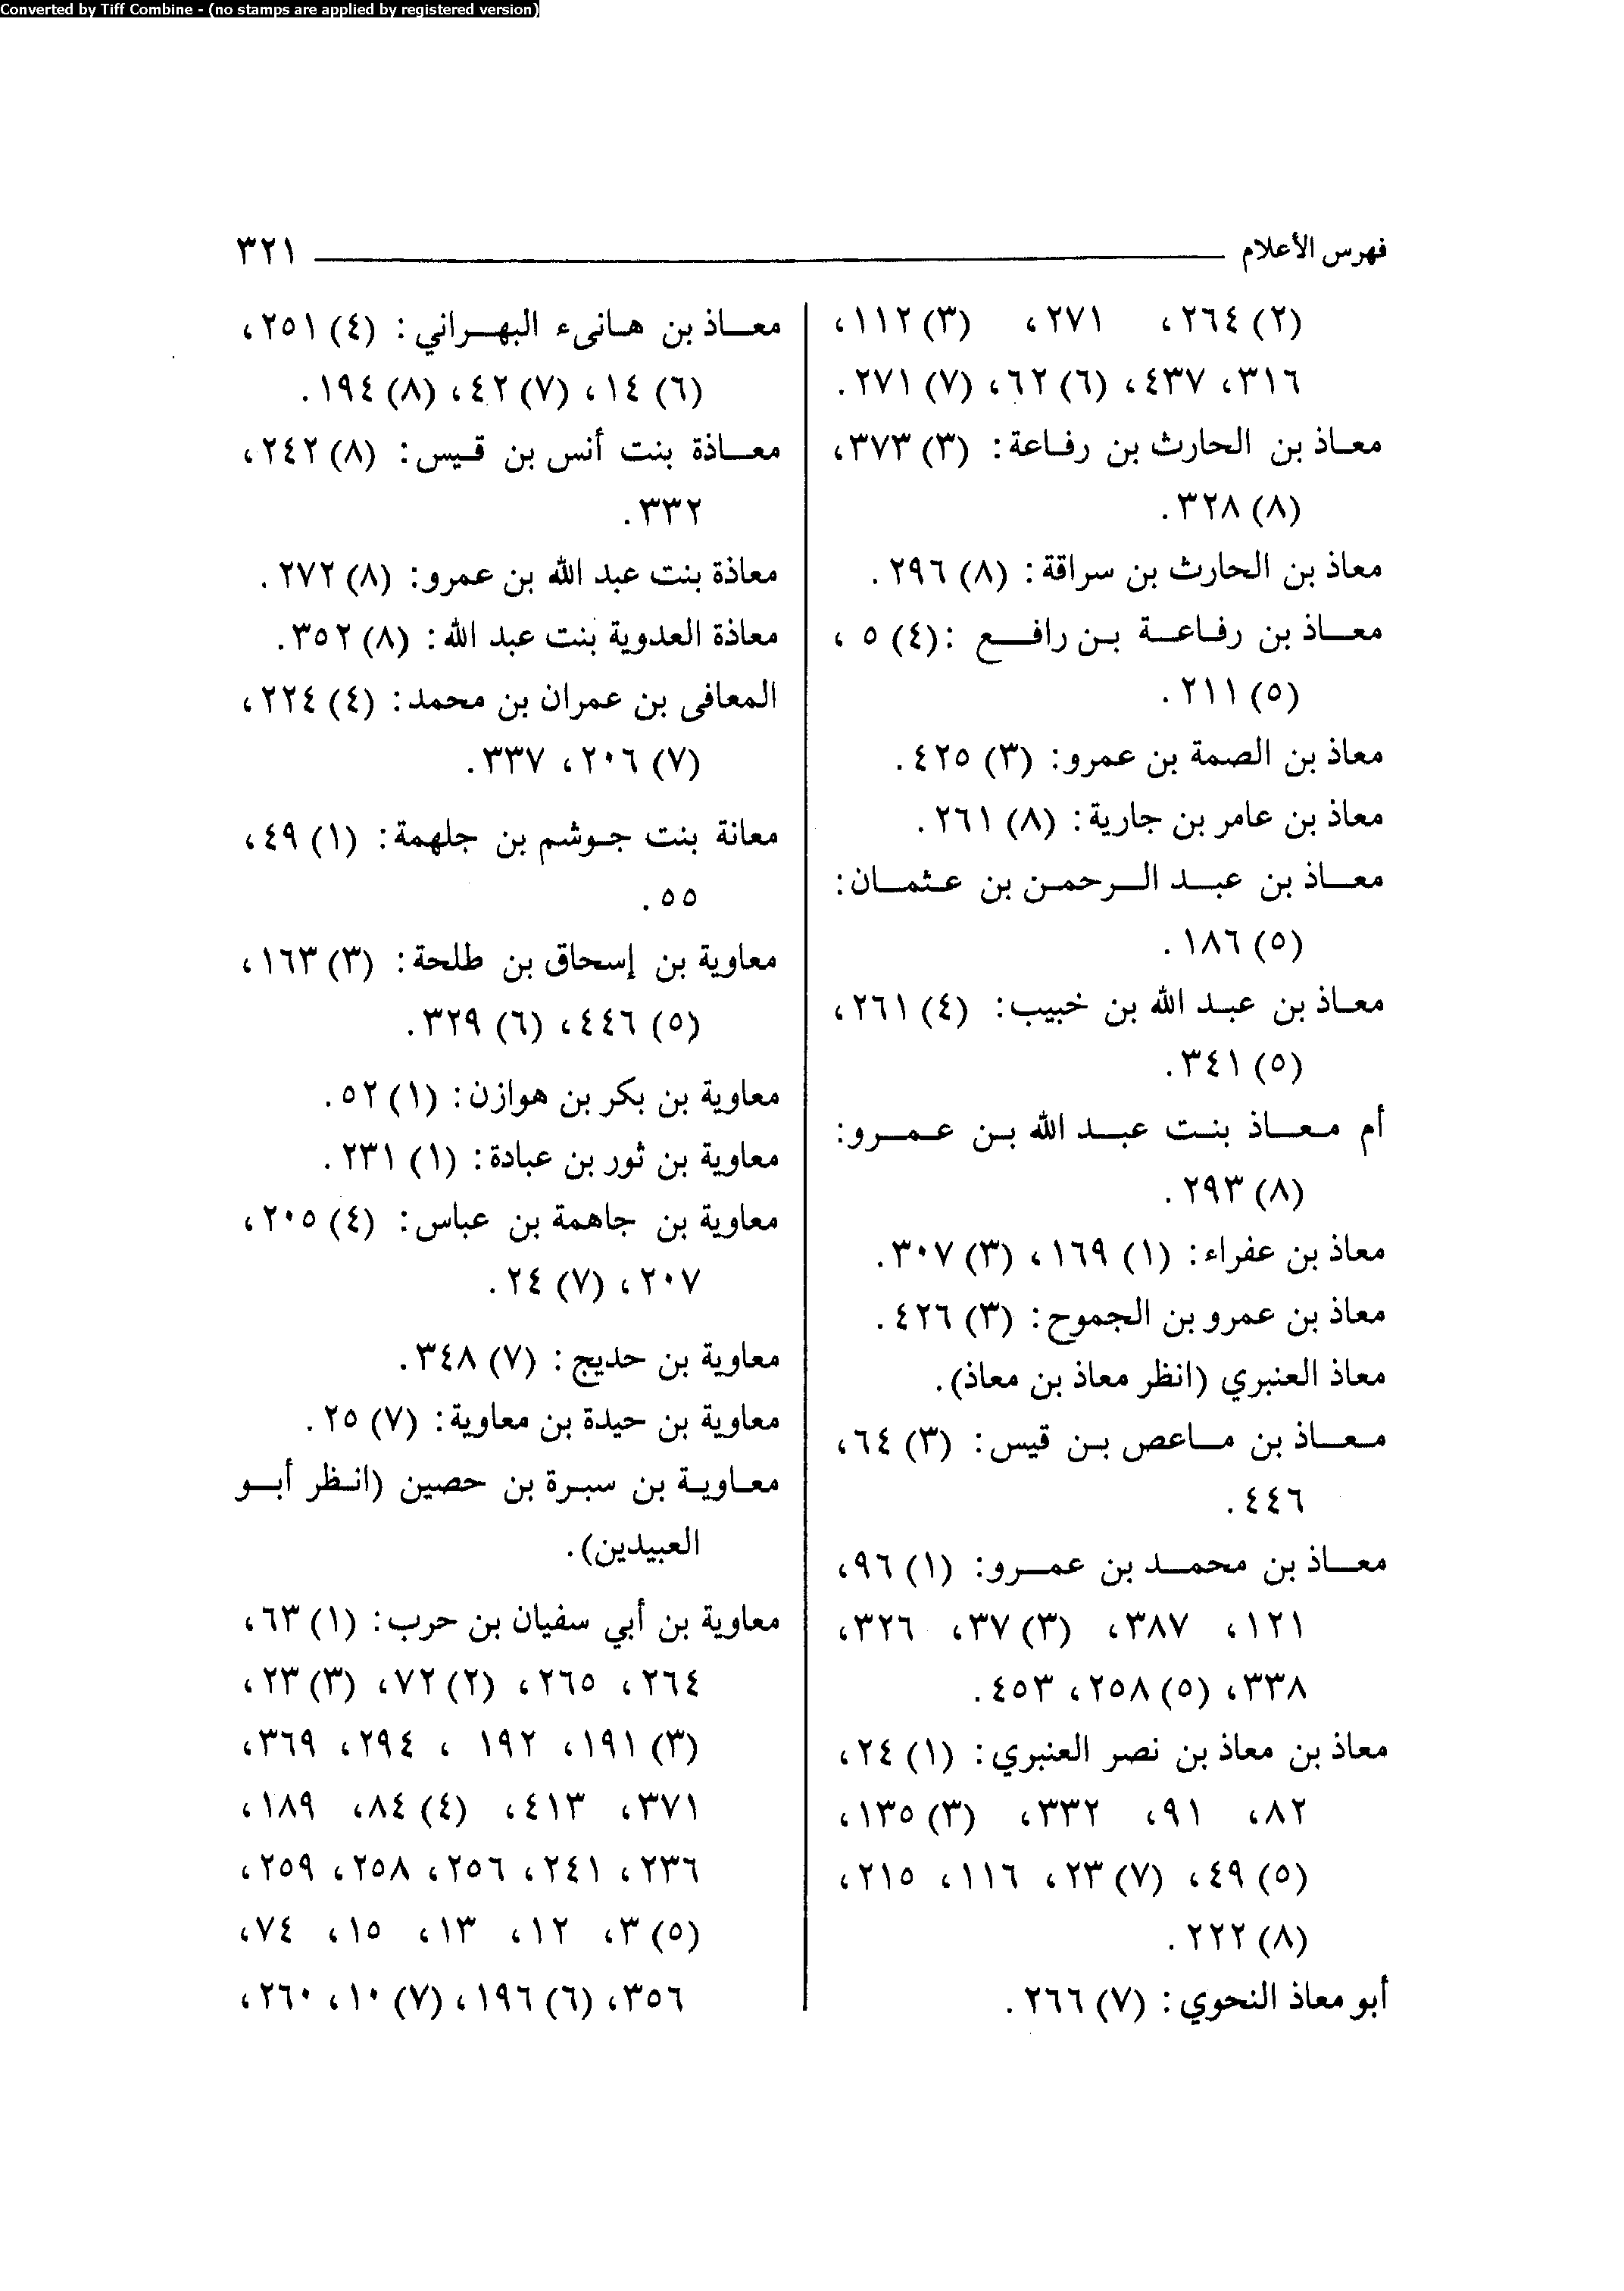 Converted by Tiff Combine - (no stamps are applied by registered version)
فهرس الأعلام ٣٢١
(٢) ٢٦٤، ٢٧١، (٣) ١١٢،
٣١٦، ٤٣٧، (٦) ٦٢، (٧) ٢٧١.
معاذ بن الحارث بن رفاعة: (٣) ٣٧٣،
(٨) ٣٢٨.
معاذ بن الحارث بن سراقة: (٨) ٢٩٦.
معاذ بن رفاعة بن رافع: (٤) ٥،
(٥) ٢١١.
معاذ بن الصمة بن عمرو: (٣) ٤٢٥.
معاذ بن عامر بن جارية: (٨) ٢٦١.
معاذ بن عبد الرحمن بن عثمان:
(٥) ١٨٦.
معاذ بن عبد الله بن خبيب: (٤) ٢٦١،
(٥) ٣٤١.
أم معاذ بنت عبد الله بن عمرو:
(٨) ٢٩٣.
معاذ بن عفراء: (١) ١٦٩، (٣) ٣٠٧.
معاذ بن عمرو بن الجموح: (٣) ٤٢٦.
معاذ العنبري (انظر معاذ بن معاذ).
معاذ بن ماعص بن قيس: (٣) ٦٤،
٤٤٦.
معاذ بن محمد بن عمرو: (١) ٩٦،
١٢١، ٣٨٧، (٣) ٣٧، ٣٢٦،
٣٣٨، (٥) ٢٥٨، ٤٥٣.
معاذ بن معاذ بن نصر العنبري: (١) ٢٤،
٨٢، ٩١، ٣٣٢، (٣) ١٣٥،
(٥) ٤٩، (٧) ٢٣، ١١٦، ٢١٥،
(٨) ٢٢٢.
أبو معاذ النحوي: (٧) ٢٦٦.
معاذ بن هانىء البهراني: (٤) ٢٥١،
(٦) ١٤، (٧) ٤٢، (٨) ١٩٤.
معاذة بنت أنس بن قيس: (٨) ٢٤٢،
٣٣٢.
معاذة بنت عبد الله بن عمرو: (٨) ٢٧٢.
معاذة العدوية بنت عبد الله: (٨) ٣٥٢.
المعافى بن عمران بن محمد: (٤) ٢٢٤،
(٧) ٢٠٦، ٣٣٧.
معانة بنت جوشم بن جلهمة: (١) ٤٩،
٥٥.
معاوية بن إسحاق بن طلحة: (٣) ١٦٣،
(٥) ٤٤٦، (٦) ٣٢٩.
معاوية بن بكر بن هوازن: (١) ٥٢.
معاوية بن ثور بن عبادة: (١) ٢٣١.
معاوية بن جاهمة بن عباس: (٤) ٢٠٥،
٢٠٧، (٧) ٢٤.
معاوية بن حديج: (٧) ٣٤٨.
معاوية بن حيدة بن معاوية: (٧) ٢٥.
معاوية بن سبرة بن حصين (انظر أبو
العبيدين).
معاوية بن أبي سفيان بن حرب: (١) ٦٣،
٢٦٤، ٢٦٥، (٢) ٧٢، (٣) ٢٣،
(٣) ١٩١، ١٩٢، ٢٩٤، ٣٦٩،
٣٧١، ٤١٣، (٤) ٨٤، ١٨٩،
٢٣٦، ٢٤١، ٢٥٦، ٢٥٨، ٢٥٩،
(٥) ٣، ١٢، ١٣، ١٥، ٧٤،
٣٥٦، (٦) ١٩٦، (٧) ١٠، ٢٦٠،